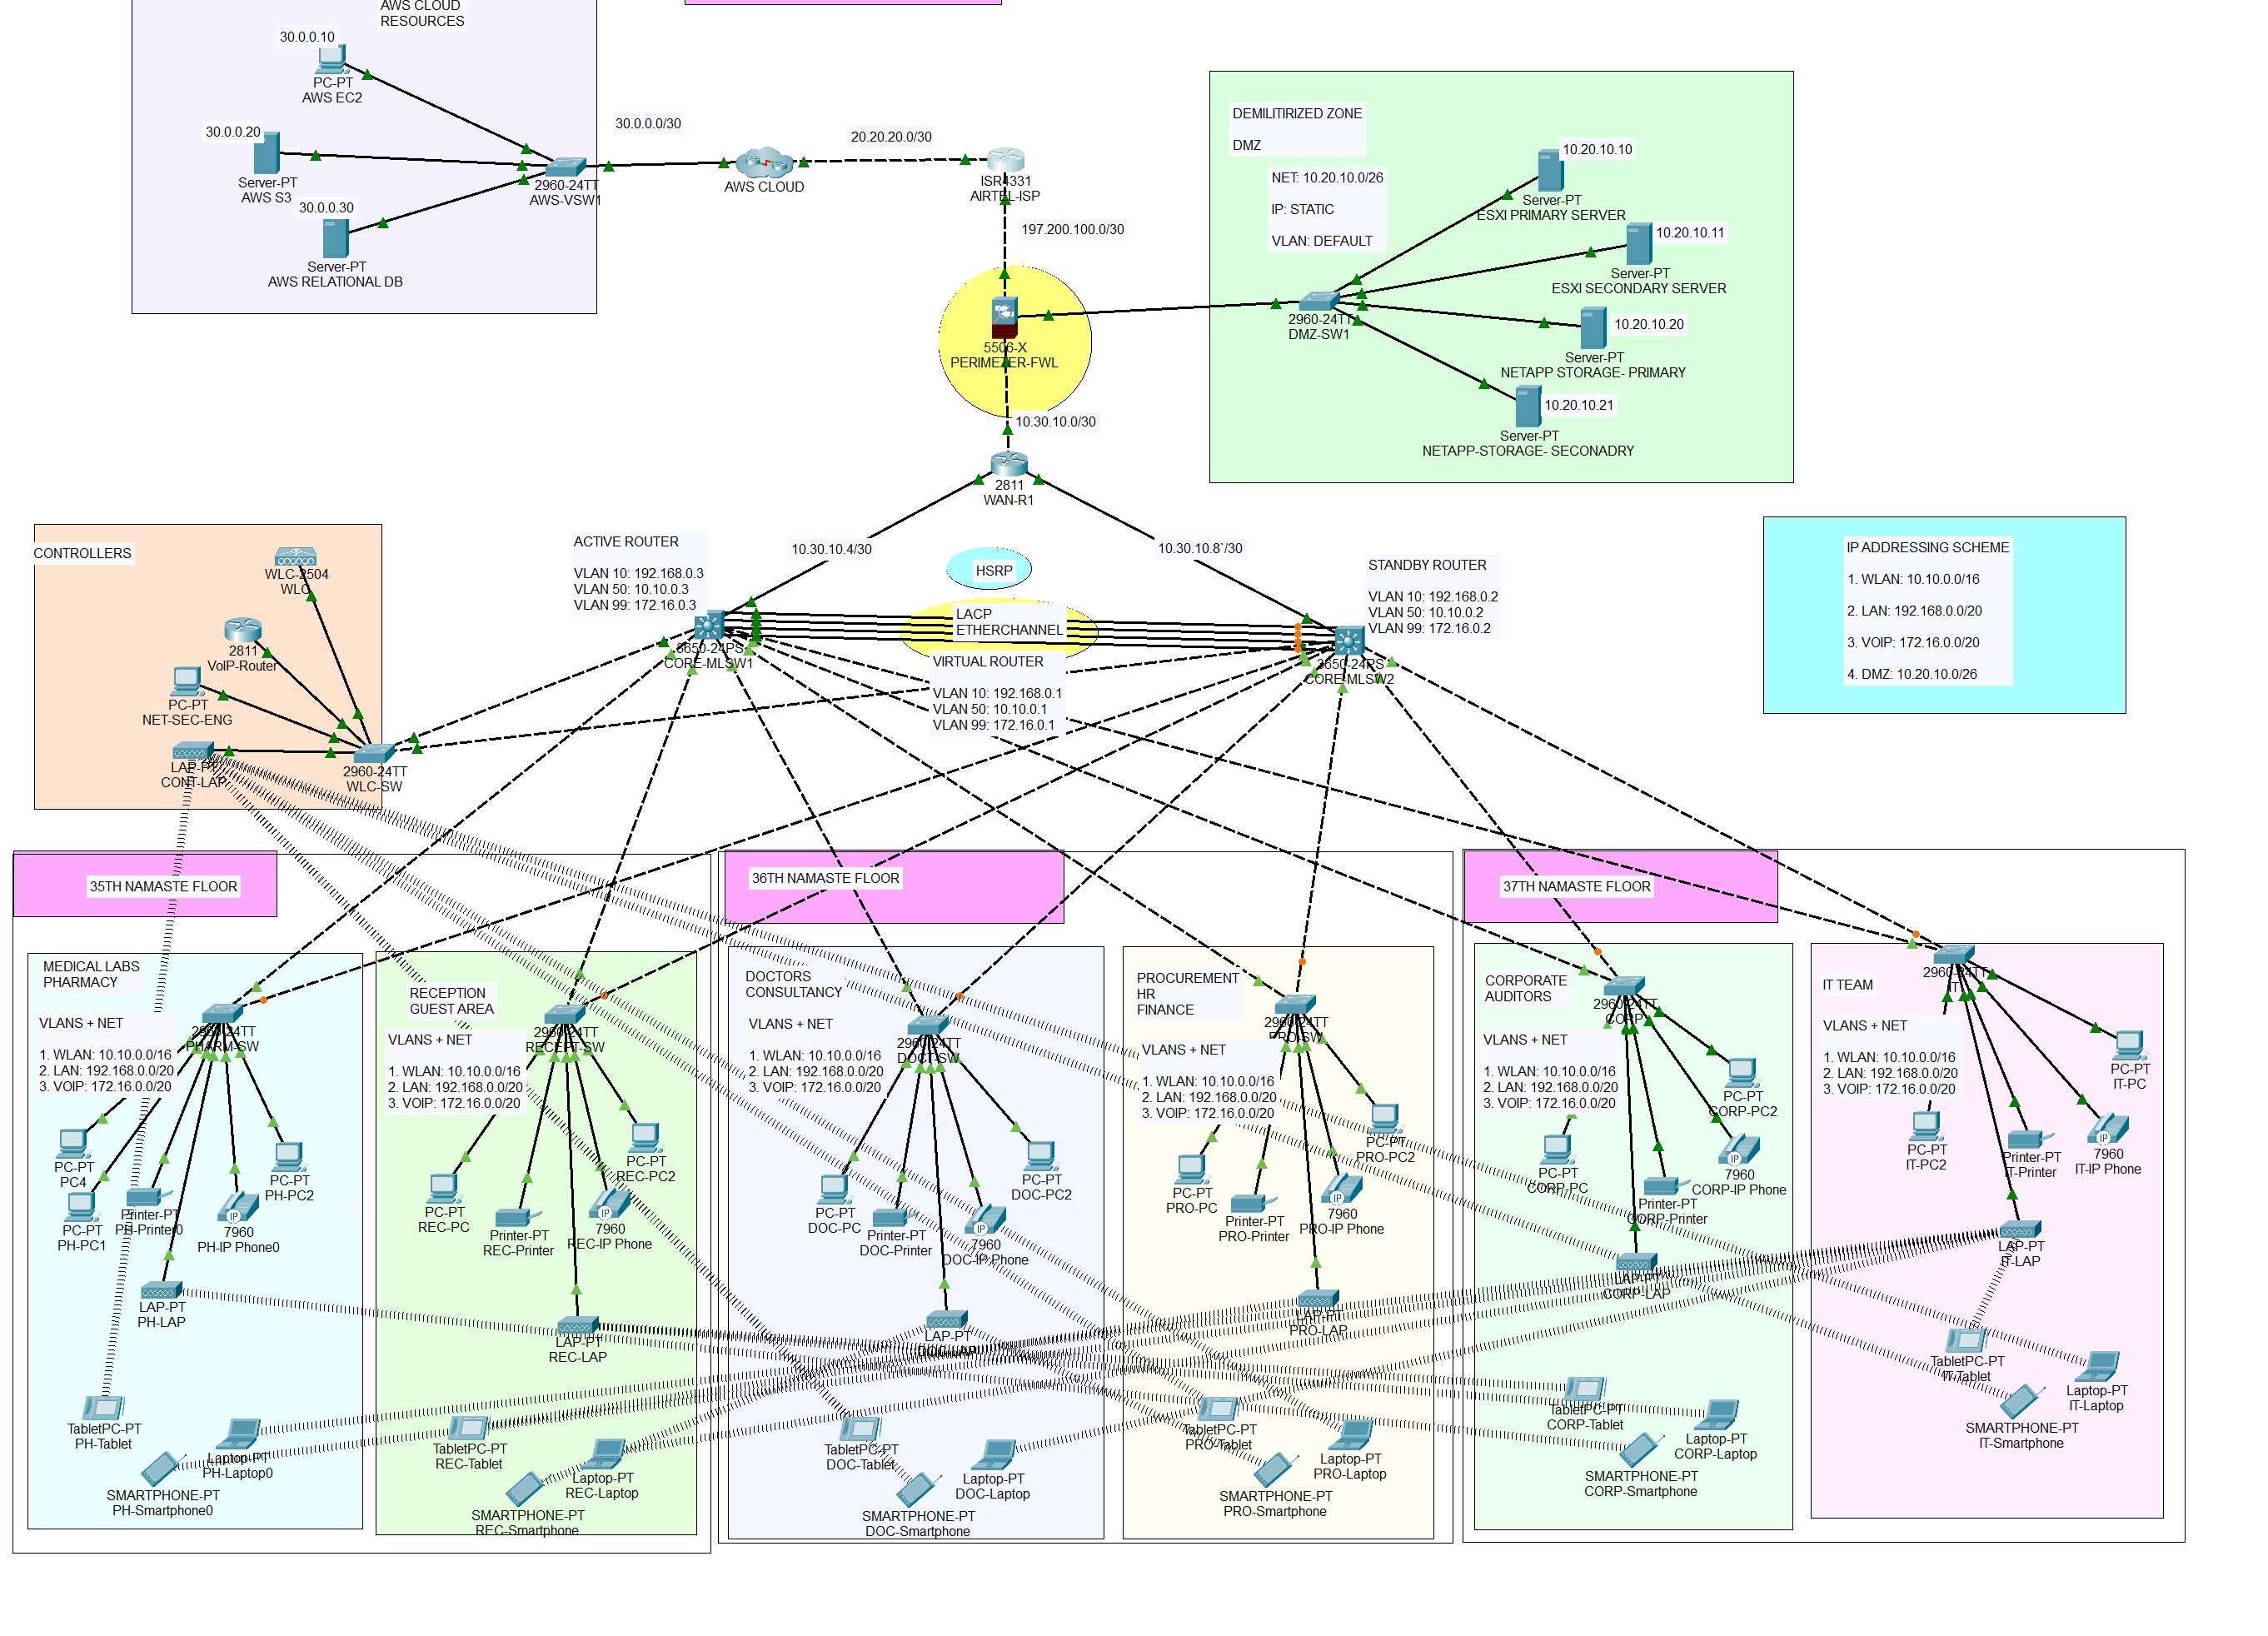 AWS CLOUD
RESOURCES
30.0.0.10
PC-PT
AWS EC2
30.0.0.20
Server-PT
AWS S3
30.0.0.30
Server-PT
AWS RELATIONAL DB
2960-24TT
AWS-VSW1
30.0.0.0/30
AWS CLOUD
20.20.20.0/30
ISR4331
AIRTEL-ISP
197.200.100.0/30
5506-X
PERIMETER-FWL
10.30.10.0/30
2811
WAN-R1
DEMILITIRIZED ZONE
DMZ
NET: 10.20.10.0/26
IP: STATIC
VLAN: DEFAULT
2960-24TT
DMZ-SW1
10.20.10.10
Server-PT
ESXI PRIMARY SERVER
10.20.10.11
Server-PT
ESXI SECONDARY SERVER
10.20.10.20
Server-PT
NETAPP STORAGE- PRIMARY
10.20.10.21
Server-PT
NETAPP-STORAGE- SECONADRY
CONTROLLERS
WLC-2504
WLC
2811
VoIP-Router
PC-PT
NET-SEC-ENG
LAP-PT
CONT-LAP
2960-24TT
WLC-SW
ACTIVE ROUTER
VLAN 10: 192.168.0.3
VLAN 50: 10.10.0.3
VLAN 99: 172.16.0.3
10.30.10.4/30
10.30.10.8`/30
HSRP
LACP
ETHERCHANNEL
3650-24PS
CORE-MLSW1
VIRTUAL ROUTER
VLAN 10: 192.168.0.1
VLAN 50: 10.10.0.1
VLAN 99: 172.16.0.1
STANDBY ROUTER
VLAN 10: 192.168.0.2
VLAN 50: 10.10.0.2
VLAN 99: 172.16.0.2
3650-24PS
CORE-MLSW2
IP ADDRESSING SCHEME
1. WLAN: 10.10.0.0/16
2. LAN: 192.168.0.0/20
3. VOIP: 172.16.0.0/20
4. DMZ: 10.20.10.0/26
35TH NAMASTE FLOOR
36TH NAMASTE FLOOR
37TH NAMASTE FLOOR
MEDICAL LABS
PHARMACY
VLANS + NET
1. WLAN: 10.10.0.0/16
2. LAN: 192.168.0.0/20
3. VOIP: 172.16.0.0/20
2960-24TT
PHARM-SW
PC-PT
PC4
PC-PT
PH-PC1
Printer-PT
PH-Printer0
7960
PH-IP Phone0
PC-PT
PH-PC2
LAP-PT
PH-LAP
TabletPC-PT
PH-Tablet
Laptop-PT
PH-Laptop0
SMARTPHONE-PT
PH-Smartphone0
RECEPTION
GUEST AREA
VLANS + NET
1. WLAN: 10.10.0.0/16
2. LAN: 192.168.0.0/20
3. VOIP: 172.16.0.0/20
2960-24TT
RECEPT-SW
PC-PT
REC-PC
Printer-PT
REC-Printer
7960
REC-IP Phone
PC-PT
REC-PC2
LAP-PT
REC-LAP
TabletPC-PT
REC-Tablet
Laptop-PT
REC-Laptop
SMARTPHONE-PT
REC-Smartphone
DOCTORS
CONSULTANCY
VLANS + NET
1. WLAN: 10.10.0.0/16
2. LAN: 192.168.0.0/20
3. VOIP: 172.16.0.0/20
2960-24TT
DOCT-SW
PC-PT
DOC-PC
Printer-PT
DOC-Printer
7960
DOC-IP Phone
PC-PT
DOC-PC2
LAP-PT
DOC-LAP
TabletPC-PT
DOC-Tablet
Laptop-PT
DOC-Laptop
SMARTPHONE-PT
DOC-Smartphone
PROCUREMENT
HR
FINANCE
VLANS + NET
1. WLAN: 10.10.0.0/16
2. LAN: 192.168.0.0/20
3. VOIP: 172.16.0.0/20
2960-24TT
PRO-SW
PC-PT
PRO-PC
Printer-PT
PRO-Printer
7960
PRO-IP Phone
PC-PT
PRO-PC2
LAP-PT
PRO-LAP
TabletPC-PT
PRO-Tablet
Laptop-PT
PRO-Laptop
SMARTPHONE-PT
PRO-Smartphone
CORPORATE
AUDITORS
VLANS + NET
1. WLAN: 10.10.0.0/16
2. LAN: 192.168.0.0/20
3. VOIP: 172.16.0.0/20
2960-24TT
CORP
PC-PT
CORP-PC
Printer-PT
CORP-Printer
7960
CORP-IP Phone
PC-PT
CORP-PC2
LAP-PT
CORP-LAP
TabletPC-PT
CORP-Tablet
Laptop-PT
CORP-Laptop
SMARTPHONE-PT
CORP-Smartphone
IT TEAM
VLANS + NET
1. WLAN: 10.10.0.0/16
2. LAN: 192.168.0.0/20
3. VOIP: 172.16.0.0/20
2960-24TT
IT
PC-PT
IT-PC2
Printer-PT
IT-Printer
7960
IT-IP Phone
PC-PT
IT-PC
LAP-PT
IT-LAP
TabletPC-PT
IT-Tablet
Laptop-PT
IT-Laptop
SMARTPHONE-PT
IT-Smartphone